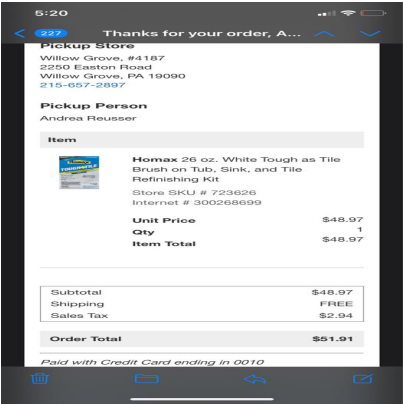 5:20
227
Thanks for your order, A...
Pickup Store
Willow Grove, #4187
2250 Easton Road
Willow Grove, PA 19090
215-657-2897
Pickup Person
Andrea Reusser
Item
Homax
TOUGH AS TILE
Homax 26 oz. White Tough as Tile
Brush on Tub, Sink, and Tile
Refinishing Kit
Store SKU # 723626
Internet # 300268699
Unit Price $48.97
Qty 1
Item Total $48.97
Subtotal $48.97
Shipping FREE
Sales Tax $2.94
Order Total $51.91
Paid with Credit Card ending in 0010